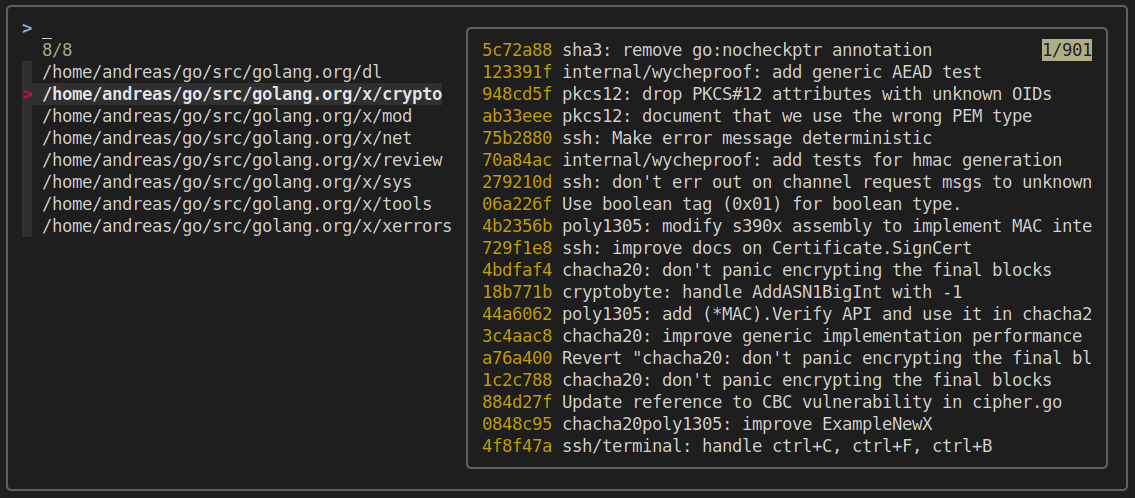 > _
8/8
/home/andreas/go/src/golang.org/dl
> /home/andreas/go/src/golang.org/x/crypto
/home/andreas/go/src/golang.org/x/mod
/home/andreas/go/src/golang.org/x/net
/home/andreas/go/src/golang.org/x/review
/home/andreas/go/src/golang.org/x/sys
/home/andreas/go/src/golang.org/x/tools
/home/andreas/go/src/golang.org/x/xerrors
5c72a88 sha3: remove go:nocheckptr annotation 1/901
123391f internal/wycheproof: add generic AEAD test
948cd5f pkcs12: drop PKCS#12 attributes with unknown OIDs
ab33eee pkcs12: document that we use the wrong PEM type
75b2880 ssh: Make error message deterministic
70a84ac internal/wycheproof: add tests for hmac generation
279210d ssh: don't err out on channel request msgs to unknown
06a226f Use boolean tag (0x01) for boolean type.
4b2356b poly1305: modify s390x assembly to implement MAC inte
729f1e8 ssh: improve docs on Certificate.SignCert
4bdfaf4 chacha20: don't panic encrypting the final blocks
18b771b cryptobyte: handle AddASN1BigInt with -1
44a6062 poly1305: add (*MAC).Verify API and use it in chacha2
3c4aac8 chacha20: improve generic implementation performance
a76a400 Revert "chacha20: don't panic encrypting the final bl
1c2c788 chacha20: don't panic encrypting the final blocks
884d27f Update reference to CBC vulnerability in cipher.go
0848c95 chacha20poly1305: improve ExampleNewX
4f8f47a ssh/terminal: handle ctrl+C, ctrl+F, ctrl+B